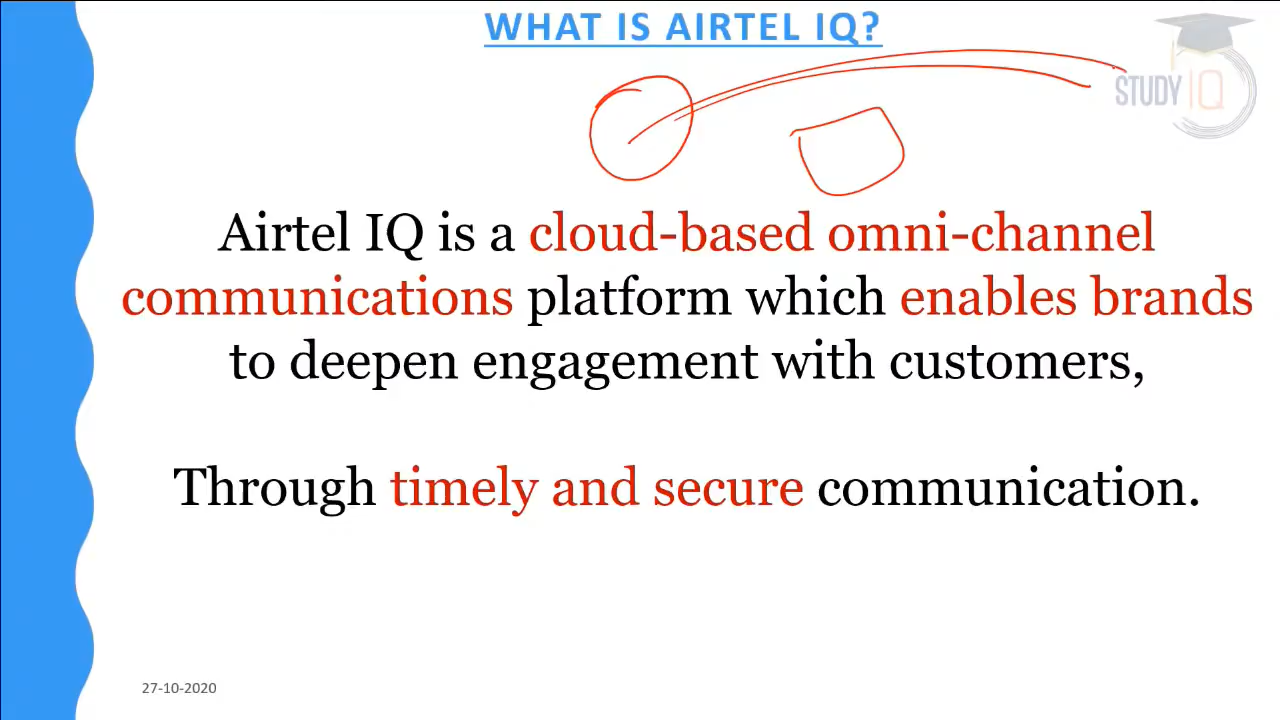 WHAT IS AIRTEL IQ?
STUDY IQ
Airtel IQ is a cloud-based omni-channel
communications platform which enables brands
to deepen engagement with customers,
Through timely and secure communication.
27-10-2020